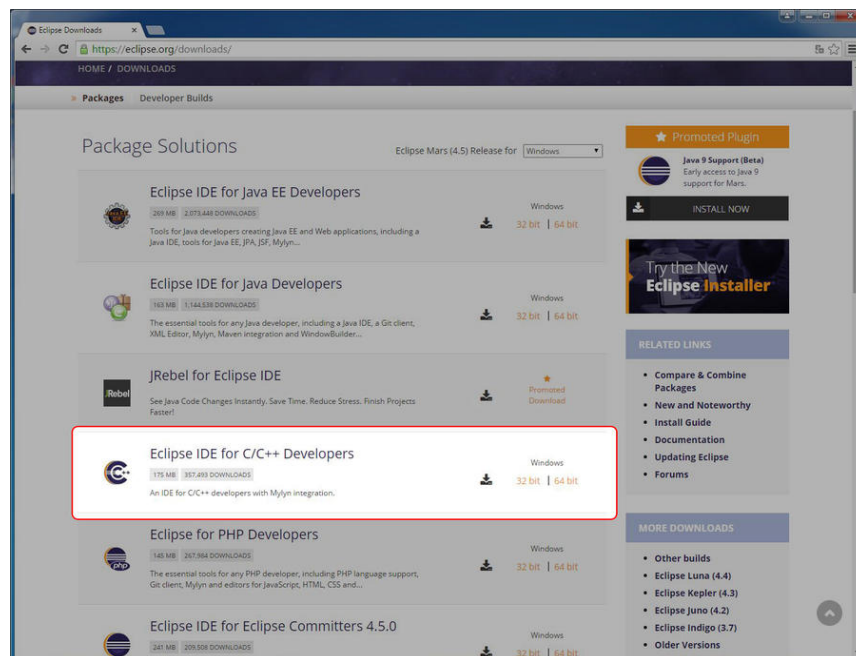 Eclipse Downloads
https://eclipse.org/downloads/
HOME / DOWNLOADS
» Packages Developer Builds
Package Solutions
Eclipse Mars (4.5) Release for Windows
Eclipse IDE for Java EE Developers
269 MB 2,073,448 DOWNLOADS
Tools for Java developers creating Java EE and Web applications, including a
Java IDE, tools for Java EE, JPA, JSF, Mylyn...
Windows
32 bit | 64 bit
Eclipse IDE for Java Developers
163 MB 1,144,538 DOWNLOADS
The essential tools for any Java developer, including a Java IDE, a Git client,
XML Editor, Mylyn, Maven integration and WindowBuilder...
Windows
32 bit | 64 bit
JRebel
JRebel for Eclipse IDE
See Java Code Changes Instantly. Save Time. Reduce Stress. Finish Projects
Faster!
Promoted
Download
C++
Eclipse IDE for C/C++ Developers
175 MB 357,493 DOWNLOADS
An IDE for C/C++ developers with Mylyn integration.
Windows
32 bit | 64 bit
php
Eclipse for PHP Developers
145 MB 267,984 DOWNLOADS
The essential tools for any PHP developer, including PHP language support,
Git client, Mylyn and editors for JavaScript, HTML, CSS and...
Windows
32 bit | 64 bit
Eclipse IDE for Eclipse Committers 4.5.0
241 MB 209,508 DOWNLOADS
Windows
32 bit | 64 bit
Promoted Plugin
Java 9 Support (Beta)
Early access to Java 9
support for Mars.
INSTALL NOW
Try the New
Eclipse Installer
RELATED LINKS
Compare & Combine
Packages
New and Noteworthy
Install Guide
Documentation
Updating Eclipse
Forums
MORE DOWNLOADS
Other builds
Eclipse Luna (4.4)
Eclipse Kepler (4.3)
Eclipse Juno (4.2)
Eclipse Indigo (3.7)
Older Versions